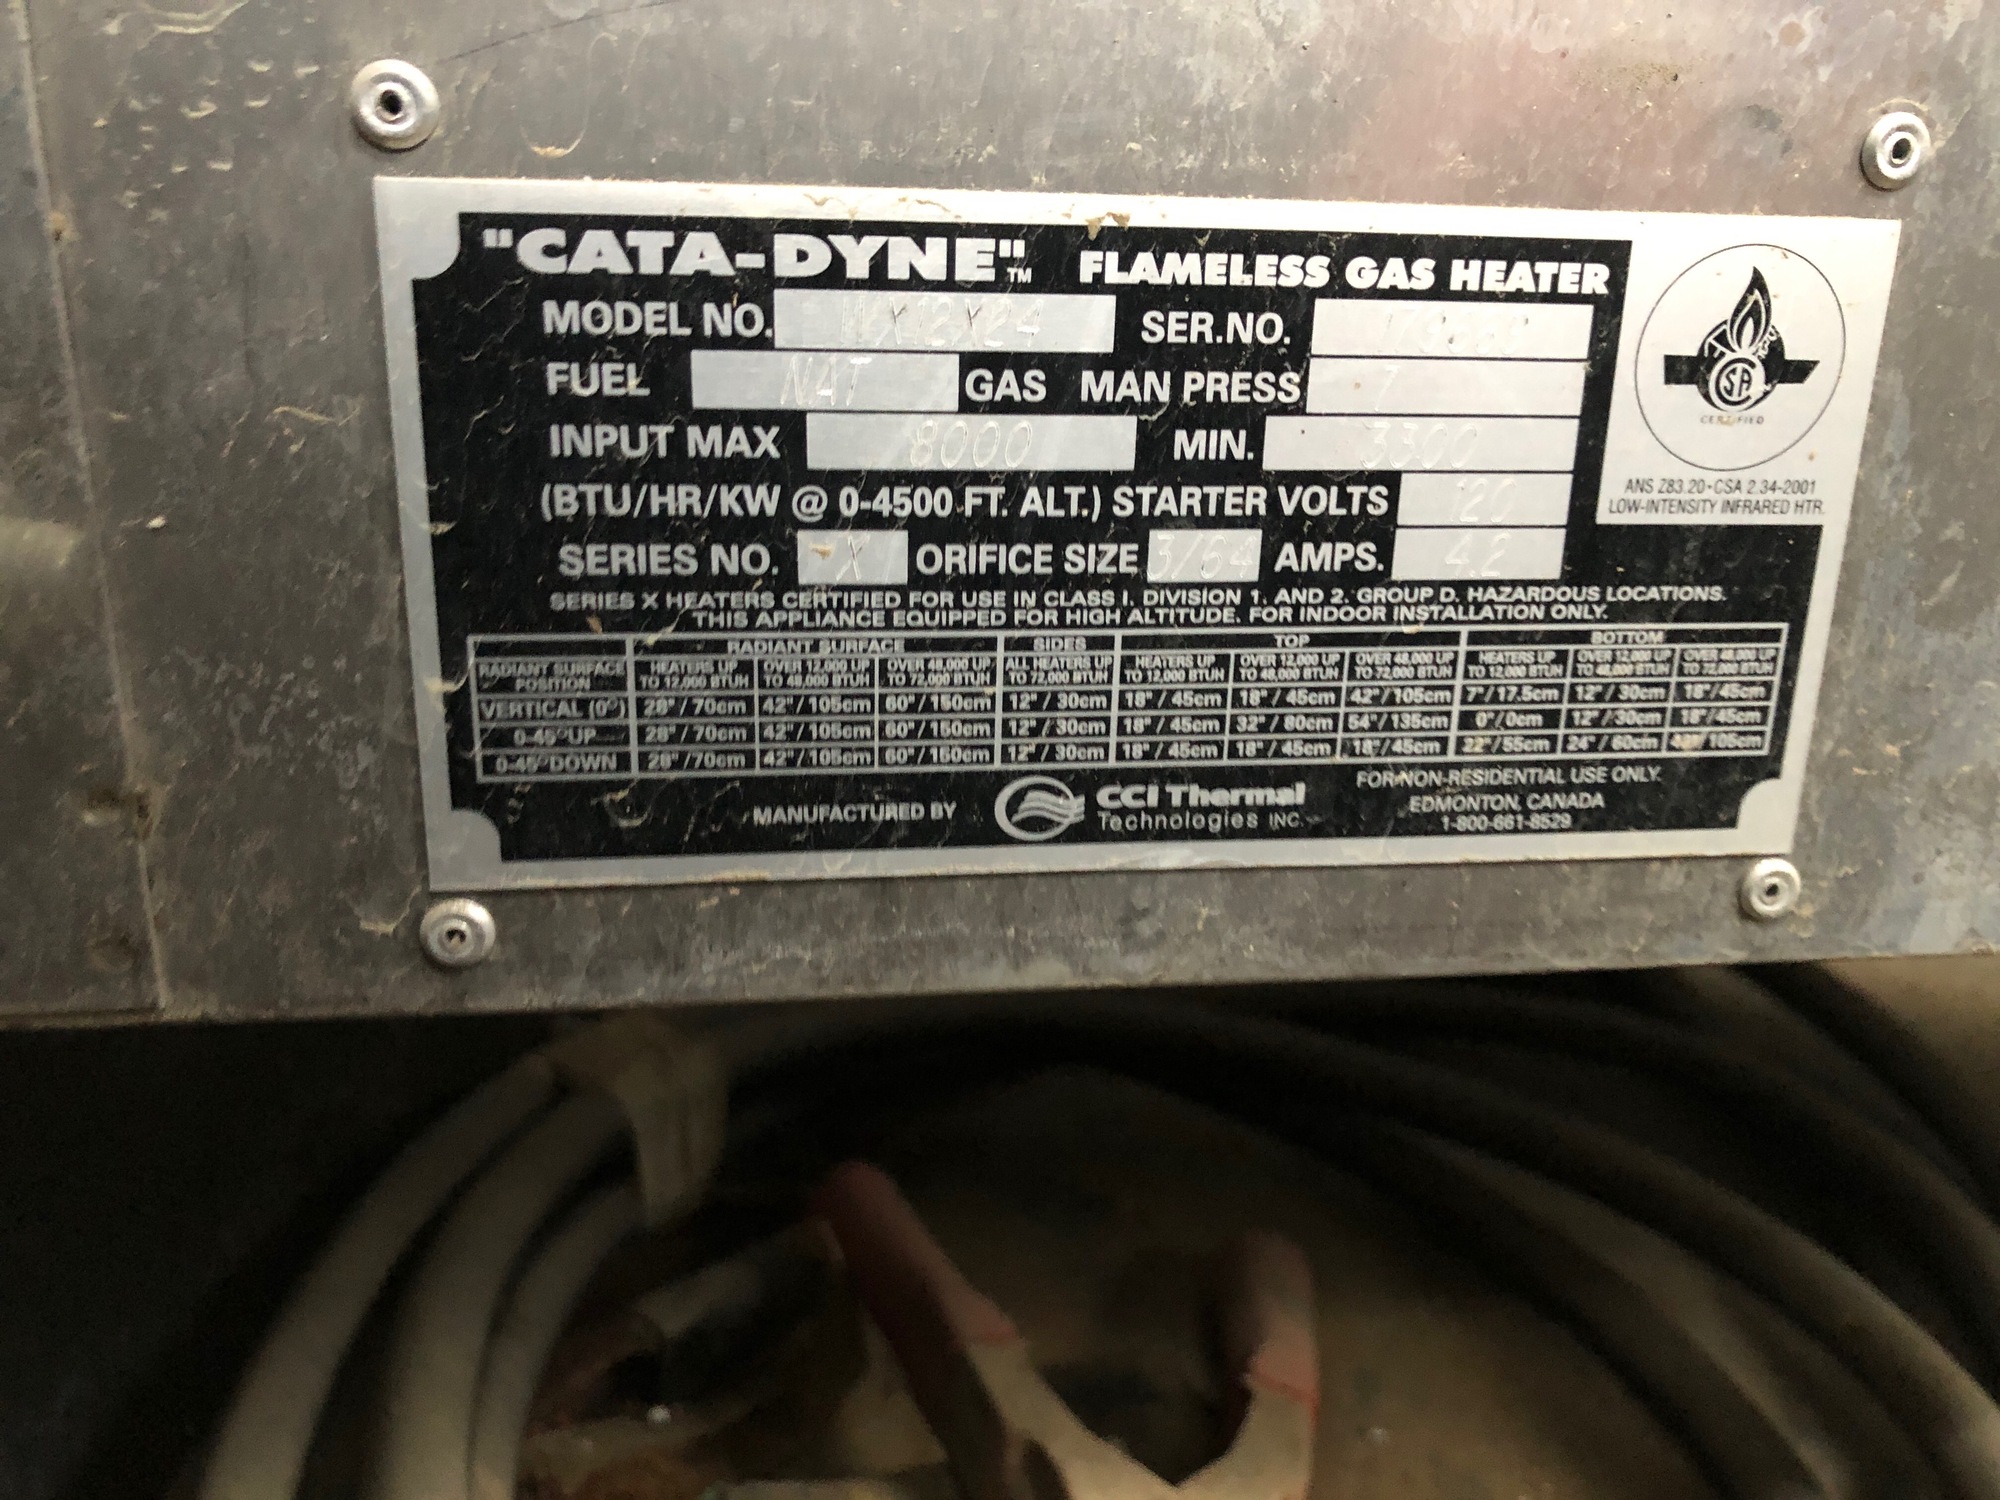 "CATA-DYNE"™ FLAMELESS GAS HEATER
MODEL NO. WX12X24 SER.NO.
FUEL NAT GAS MAN PRESS 7
INPUT MAX 8000 MIN. 3300
(BTU/HR/KW @ 0-4500 FT. ALT.) STARTER VOLTS 120
SERIES NO. X ORIFICE SIZE 3/64 AMPS. 4.2
SERIES X HEATERS CERTIFIED FOR USE IN CLASS I. DIVISION 1. AND 2. GROUP D. HAZARDOUS LOCATIONS.
THIS APPLIANCE EQUIPPED FOR HIGH ALTITUDE. FOR INDOOR INSTALLATION ONLY.
CERTIFIED
ANS Z83.20 • CSA 2.34-2001
LOW-INTENSITY INFRARED HTR.
RADIANT SURFACE SIDES TOP BOTTOM
RADIANT SURFACE POSITION HEATERS UP TO 12,000 BTUH OVER 12,000 UP TO 48,000 BTUH OVER 48,000 UP TO 72,000 BTUH ALL HEATERS UP TO 72,000 BTUH HEATERS UP TO 12,000 BTUH OVER 12,000 UP TO 48,000 BTUH OVER 48,000 UP TO 72,000 BTUH HEATERS UP TO 12,000 BTUH OVER 12,000 UP TO 48,000 BTUH OVER 48,000 UP TO 72,000 BTUH
VERTICAL (0°) 28" / 70cm 42" / 105cm 60" / 150cm 12" / 30cm 18" / 45cm 18" / 45cm 42" / 105cm 7" / 17.5cm 12" / 30cm 18" / 45cm
0-45° UP 28" / 70cm 42" / 105cm 60" / 150cm 12" / 30cm 18" / 45cm 32" / 80cm 54" / 135cm 0" / 0cm 12" / 30cm 18" / 45cm
0-45° DOWN 28" / 70cm 42" / 105cm 60" / 150cm 12" / 30cm 18" / 45cm 18" / 45cm 18" / 45cm 22" / 55cm 24" / 60cm 42" / 105cm
MANUFACTURED BY CCI Thermal Technologies INC.
FOR NON-RESIDENTIAL USE ONLY.
EDMONTON, CANADA
1-800-661-8529